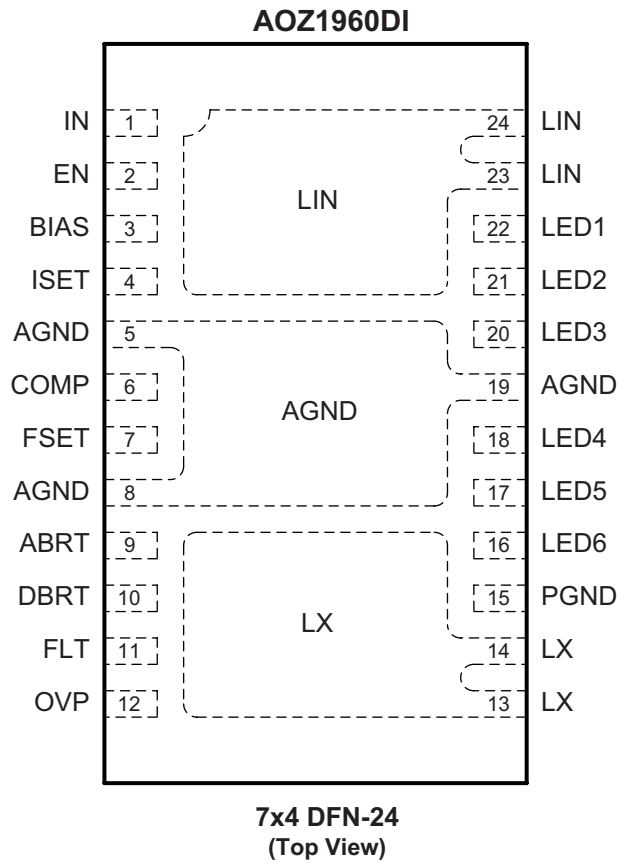 AOZ1960DI
IN 1 24 LIN
EN 2 23 LIN
LIN
BIAS 3 22 LED1
ISET 4 21 LED2
AGND 5 20 LED3
COMP 6 19 AGND
AGND
FSET 7 18 LED4
AGND 8 17 LED5
ABRT 9 16 LED6
DBRT 10 15 PGND
LX
FLT 11 14 LX
OVP 12 13 LX
7x4 DFN-24
(Top View)